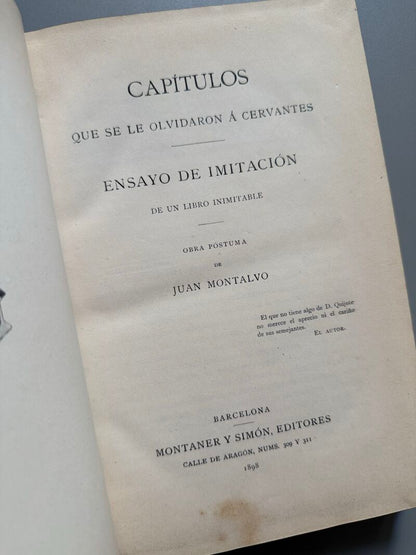 CAPÍTULOS
QUE SE LE OLVIDARON Á CERVANTES
ENSAYO DE IMITACIÓN
DE UN LIBRO INIMITABLE
OBRA POSTUMA
DE
JUAN MONTALVO
El que no tiene algo de D. Quijote
no merece el aprecio ni el cariño
de sus semejantes.
EL AUTOR.
BARCELONA
MONTANER Y SIMÓN, EDITORES
CALLE DE ARAGÓN, NUMS. 309 Y 311
1898